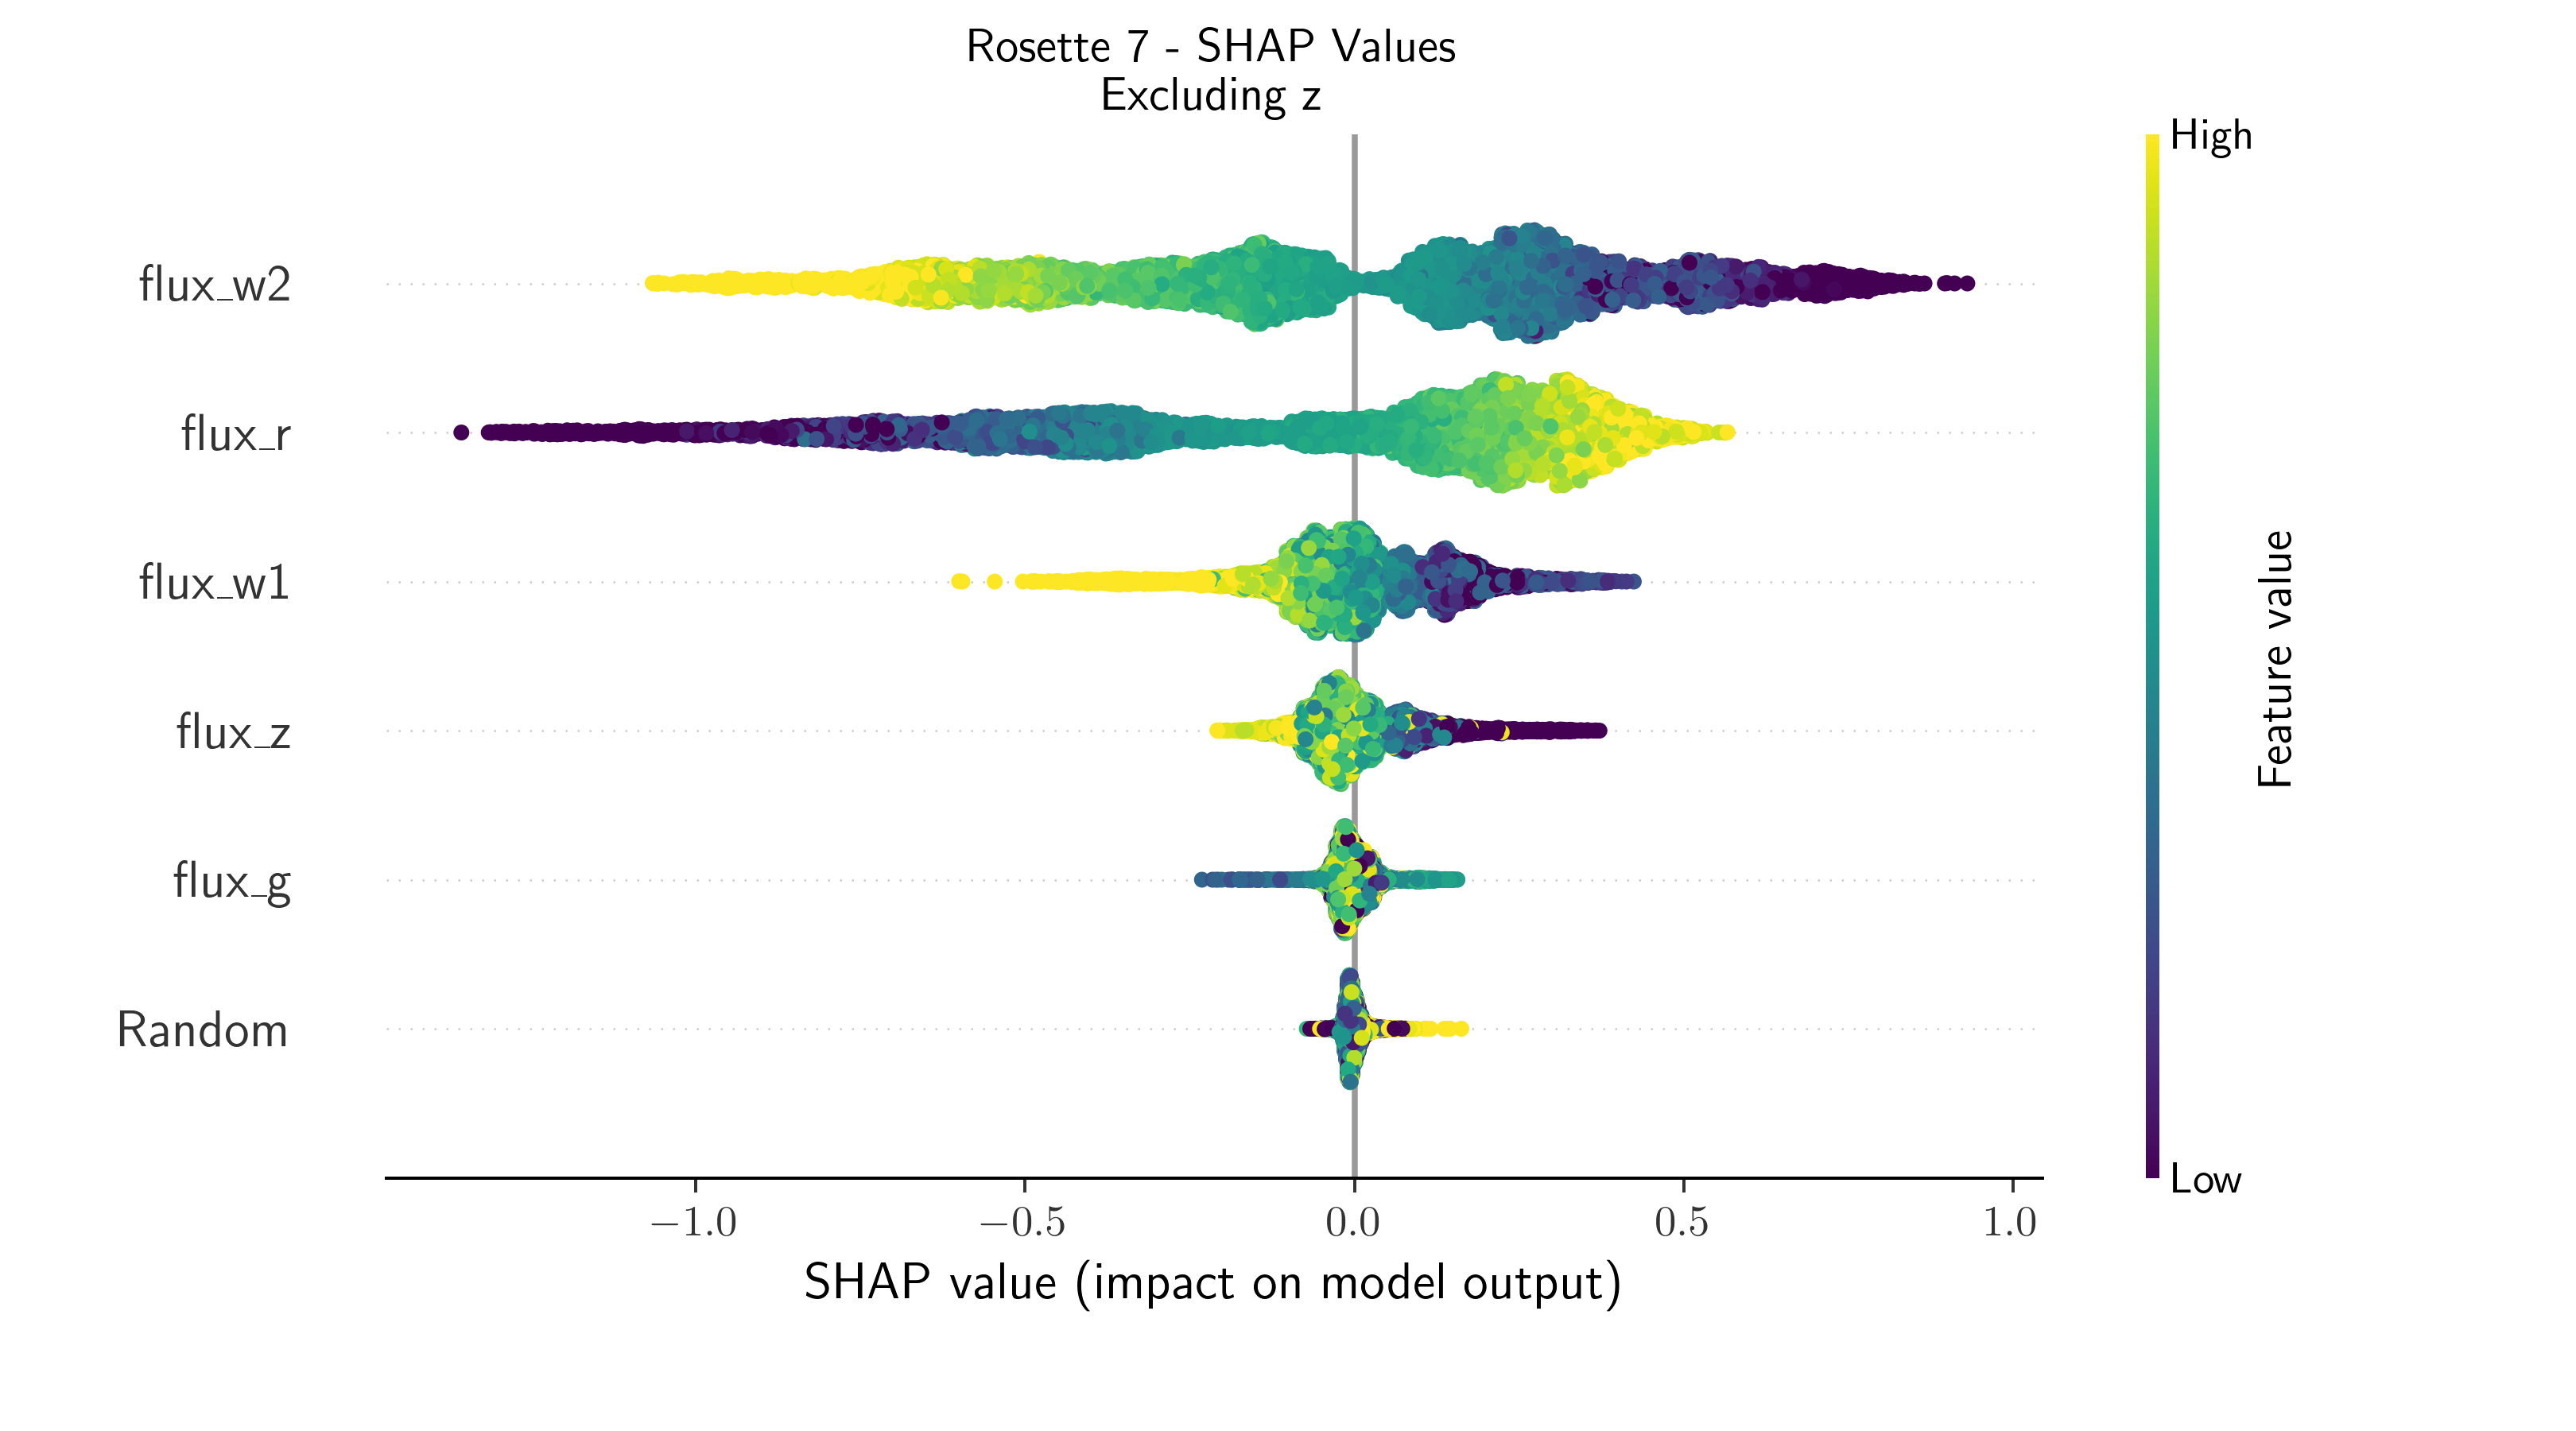 Rosette 7 - SHAP Values
Excluding z
High
flux_w2
flux_r
flux_w1
flux_z
flux_g
Random
Feature value
Low
−1.0 −0.5 0.0 0.5 1.0
SHAP value (impact on model output)